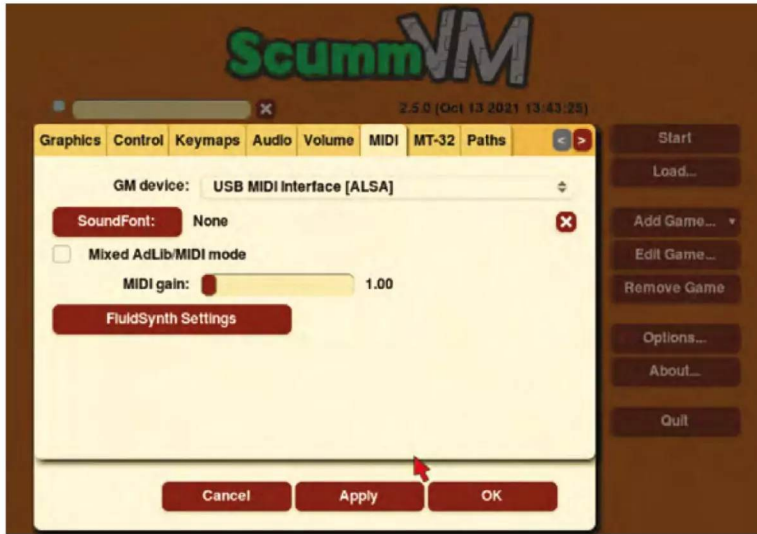 ScummVM
2.5.0 (Oct 13 2021 13:43:25)
Graphics Control Keymaps Audio Volume MIDI MT-32 Paths < >
GM device: USB MIDI Interface [ALSA]
SoundFont: None
Mixed AdLib/MIDI mode
MIDI gain: 1.00
FluidSynth Settings
Cancel Apply OK
Start
Load...
Add Game...
Edit Game...
Remove Game
Options...
About...
Quit